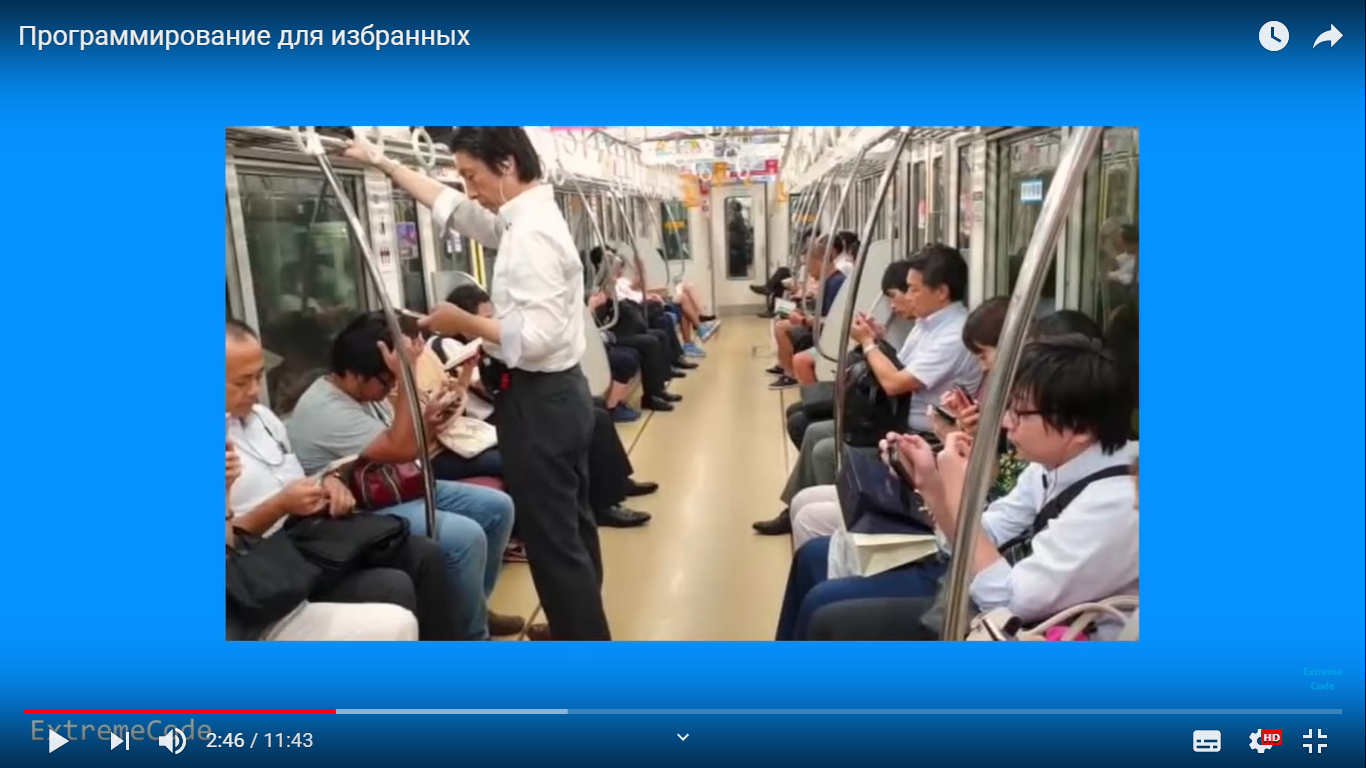 Программирование для избранных
Extreme
Code
ExtremeCode
2:46 / 11:43
HD